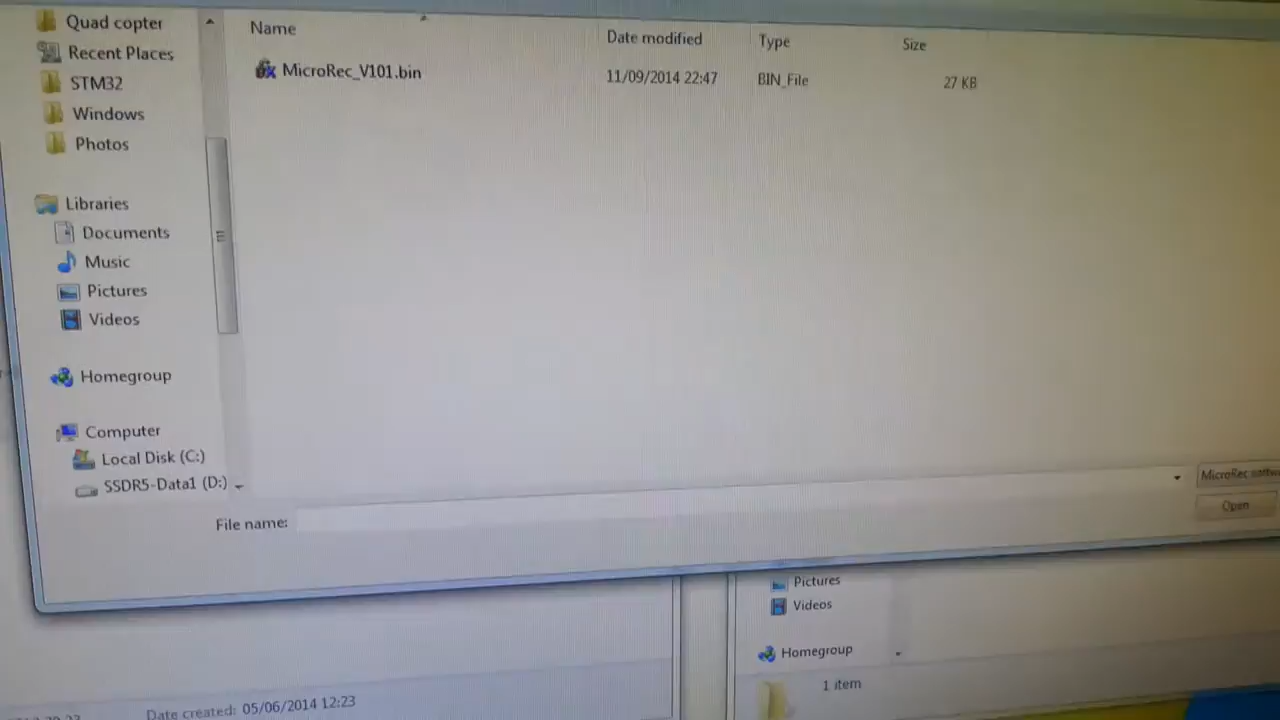 Quad copter
Recent Places
STM32
Windows
Photos
Libraries
Documents
Music
Pictures
Videos
Homegroup
Computer
Local Disk (C:)
SSDR5-Data1 (D:)
Name Date modified Type Size
MicroRec_V101.bin 11/09/2014 22:47 BIN_File 27 KB
File name:
MicroRec
Open
Pictures
Videos
Homegroup
1 item
Date created: 05/06/2014 12:23